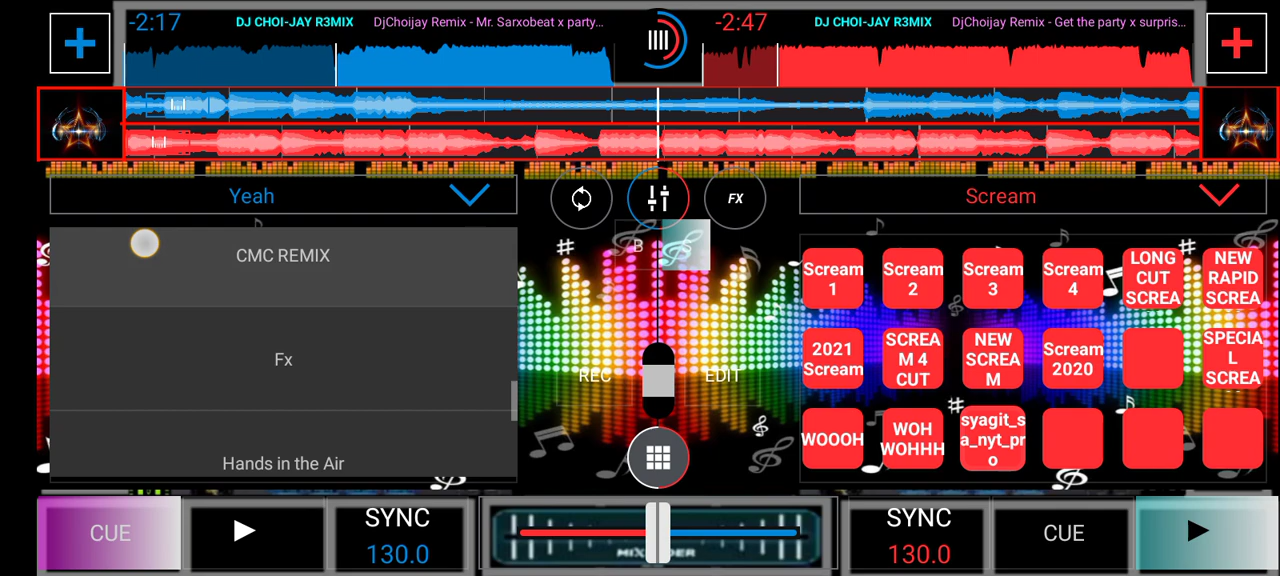 -2:17
DJ CHOI-JAY R3MIX
DjChoijay Remix - Mr. Sarxobeat x party...
-2:47
DJ CHOI-JAY R3MIX
DjChoijay Remix - Get the party x surpris...
Yeah
FX
Scream
CMC REMIX
Fx
Hands in the Air
B
S
REC
EDIT
Scream
1
Scream
2
Scream
3
Scream
4
LONG
CUT
SCREA
NEW
RAPID
SCREA
2021
Scream
SCREA
M 4
CUT
NEW
SCREA
M
Scream
2020
SPECIA
L
SCREA
WOOOH
WOH
WOHHH
syagit_s
a_nyt_pr
o
CUE
SYNC
130.0
SYNC
130.0
CUE